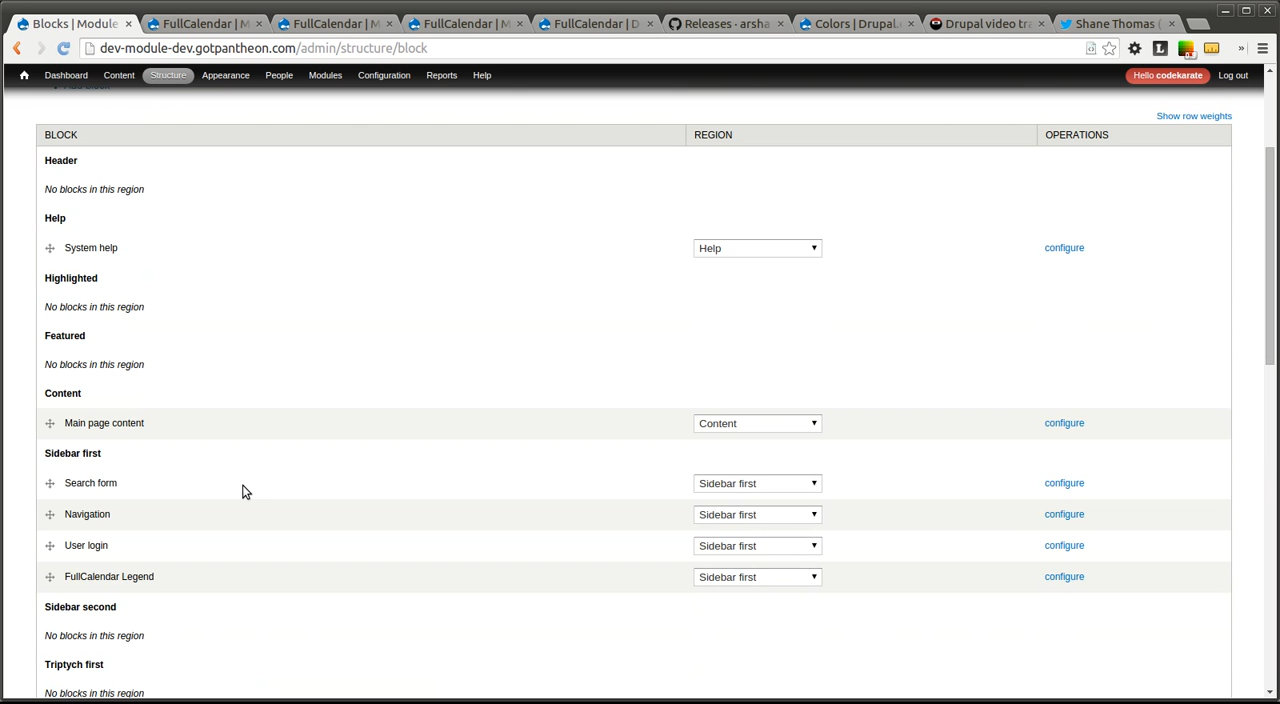 Blocks | Module
FullCalendar | M
FullCalendar | M
FullCalendar | M
FullCalendar | D
Releases · arsha
Colors | Drupal.
Drupal video tra
Shane Thomas (
dev-module-dev.gotpantheon.com/admin/structure/block
Dashboard Content Structure Appearance People Modules Configuration Reports Help Hello codekarate Log out
Show row weights
BLOCK REGION OPERATIONS
Header
No blocks in this region
Help
System help Help configure
Highlighted
No blocks in this region
Featured
No blocks in this region
Content
Main page content Content configure
Sidebar first
Search form Sidebar first configure
Navigation Sidebar first configure
User login Sidebar first configure
FullCalendar Legend Sidebar first configure
Sidebar second
No blocks in this region
Triptych first
No blocks in this region